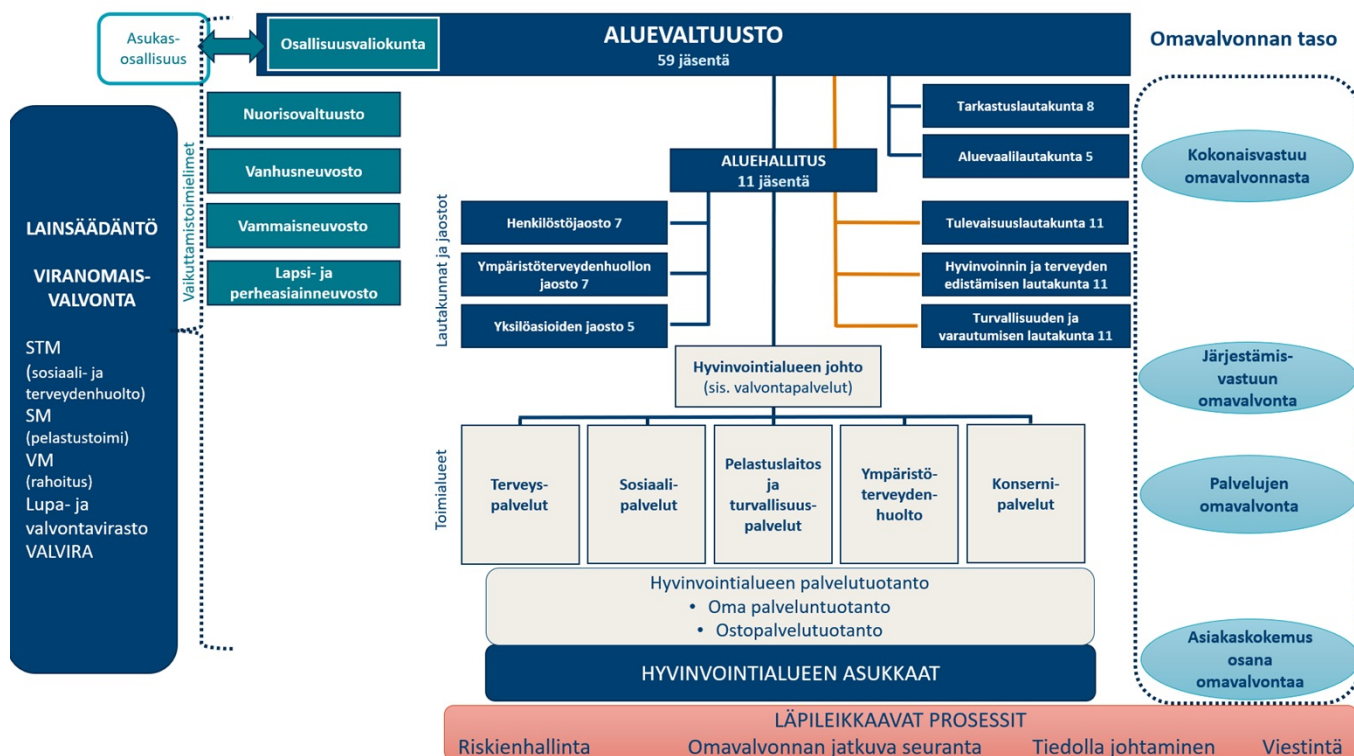 Asukas-
osallisuus
Osallisuusvaliokunta
ALUEVALTUUSTO
59 jäsentä
Omavalvonnan taso
LAINSÄÄDÄNTÖ
VIRANOMAIS-
VALVONTA
STM
(sosiaali- ja
terveydenhuolto)
SM
(pelastustoimi)
VM
(rahoitus)
Lupa- ja
valvontavirasto
VALVIRA
Vaikuttamistoimielimet
Nuorisovaltuusto
Vanhusneuvosto
Vammaisneuvosto
Lapsi- ja
perheasiainneuvosto
ALUEHALLITUS
11 jäsentä
Lautakunnat ja jaostot
Henkilöstöjaosto 7
Ympäristöterveydenhuollon
jaosto 7
Yksilöasioiden jaosto 5
Tarkastuslautakunta 8
Aluevaalilautakunta 5
Tulevaisuuslautakunta 11
Hyvinvoinnin ja terveyden
edistämisen lautakunta 11
Turvallisuuden ja
varautumisen lautakunta 11
Hyvinvointialueen johto
(sis. valvontapalvelut)
Toimialueet
Terveys-
palvelut
Sosiaali-
palvelut
Pelastuslaitos
ja
turvallisuus-
palvelut
Ympäristö-
terveyden-
huolto
Konserni-
palvelut
Hyvinvointialueen palvelutuotanto
• Oma palveluntuotanto
• Ostopalvelutuotanto
HYVINVOINTIALUEEN ASUKKAAT
Kokonaisvastuu
omavalvonnasta
Järjestämis-
vastuun
omavalvonta
Palvelujen
omavalvonta
Asiakaskokemus
osana
omavalvontaa
LÄPILEIKKAAVAT PROSESSIT
Riskienhallinta Omavalvonnan jatkuva seuranta Tiedolla johtaminen Viestintä